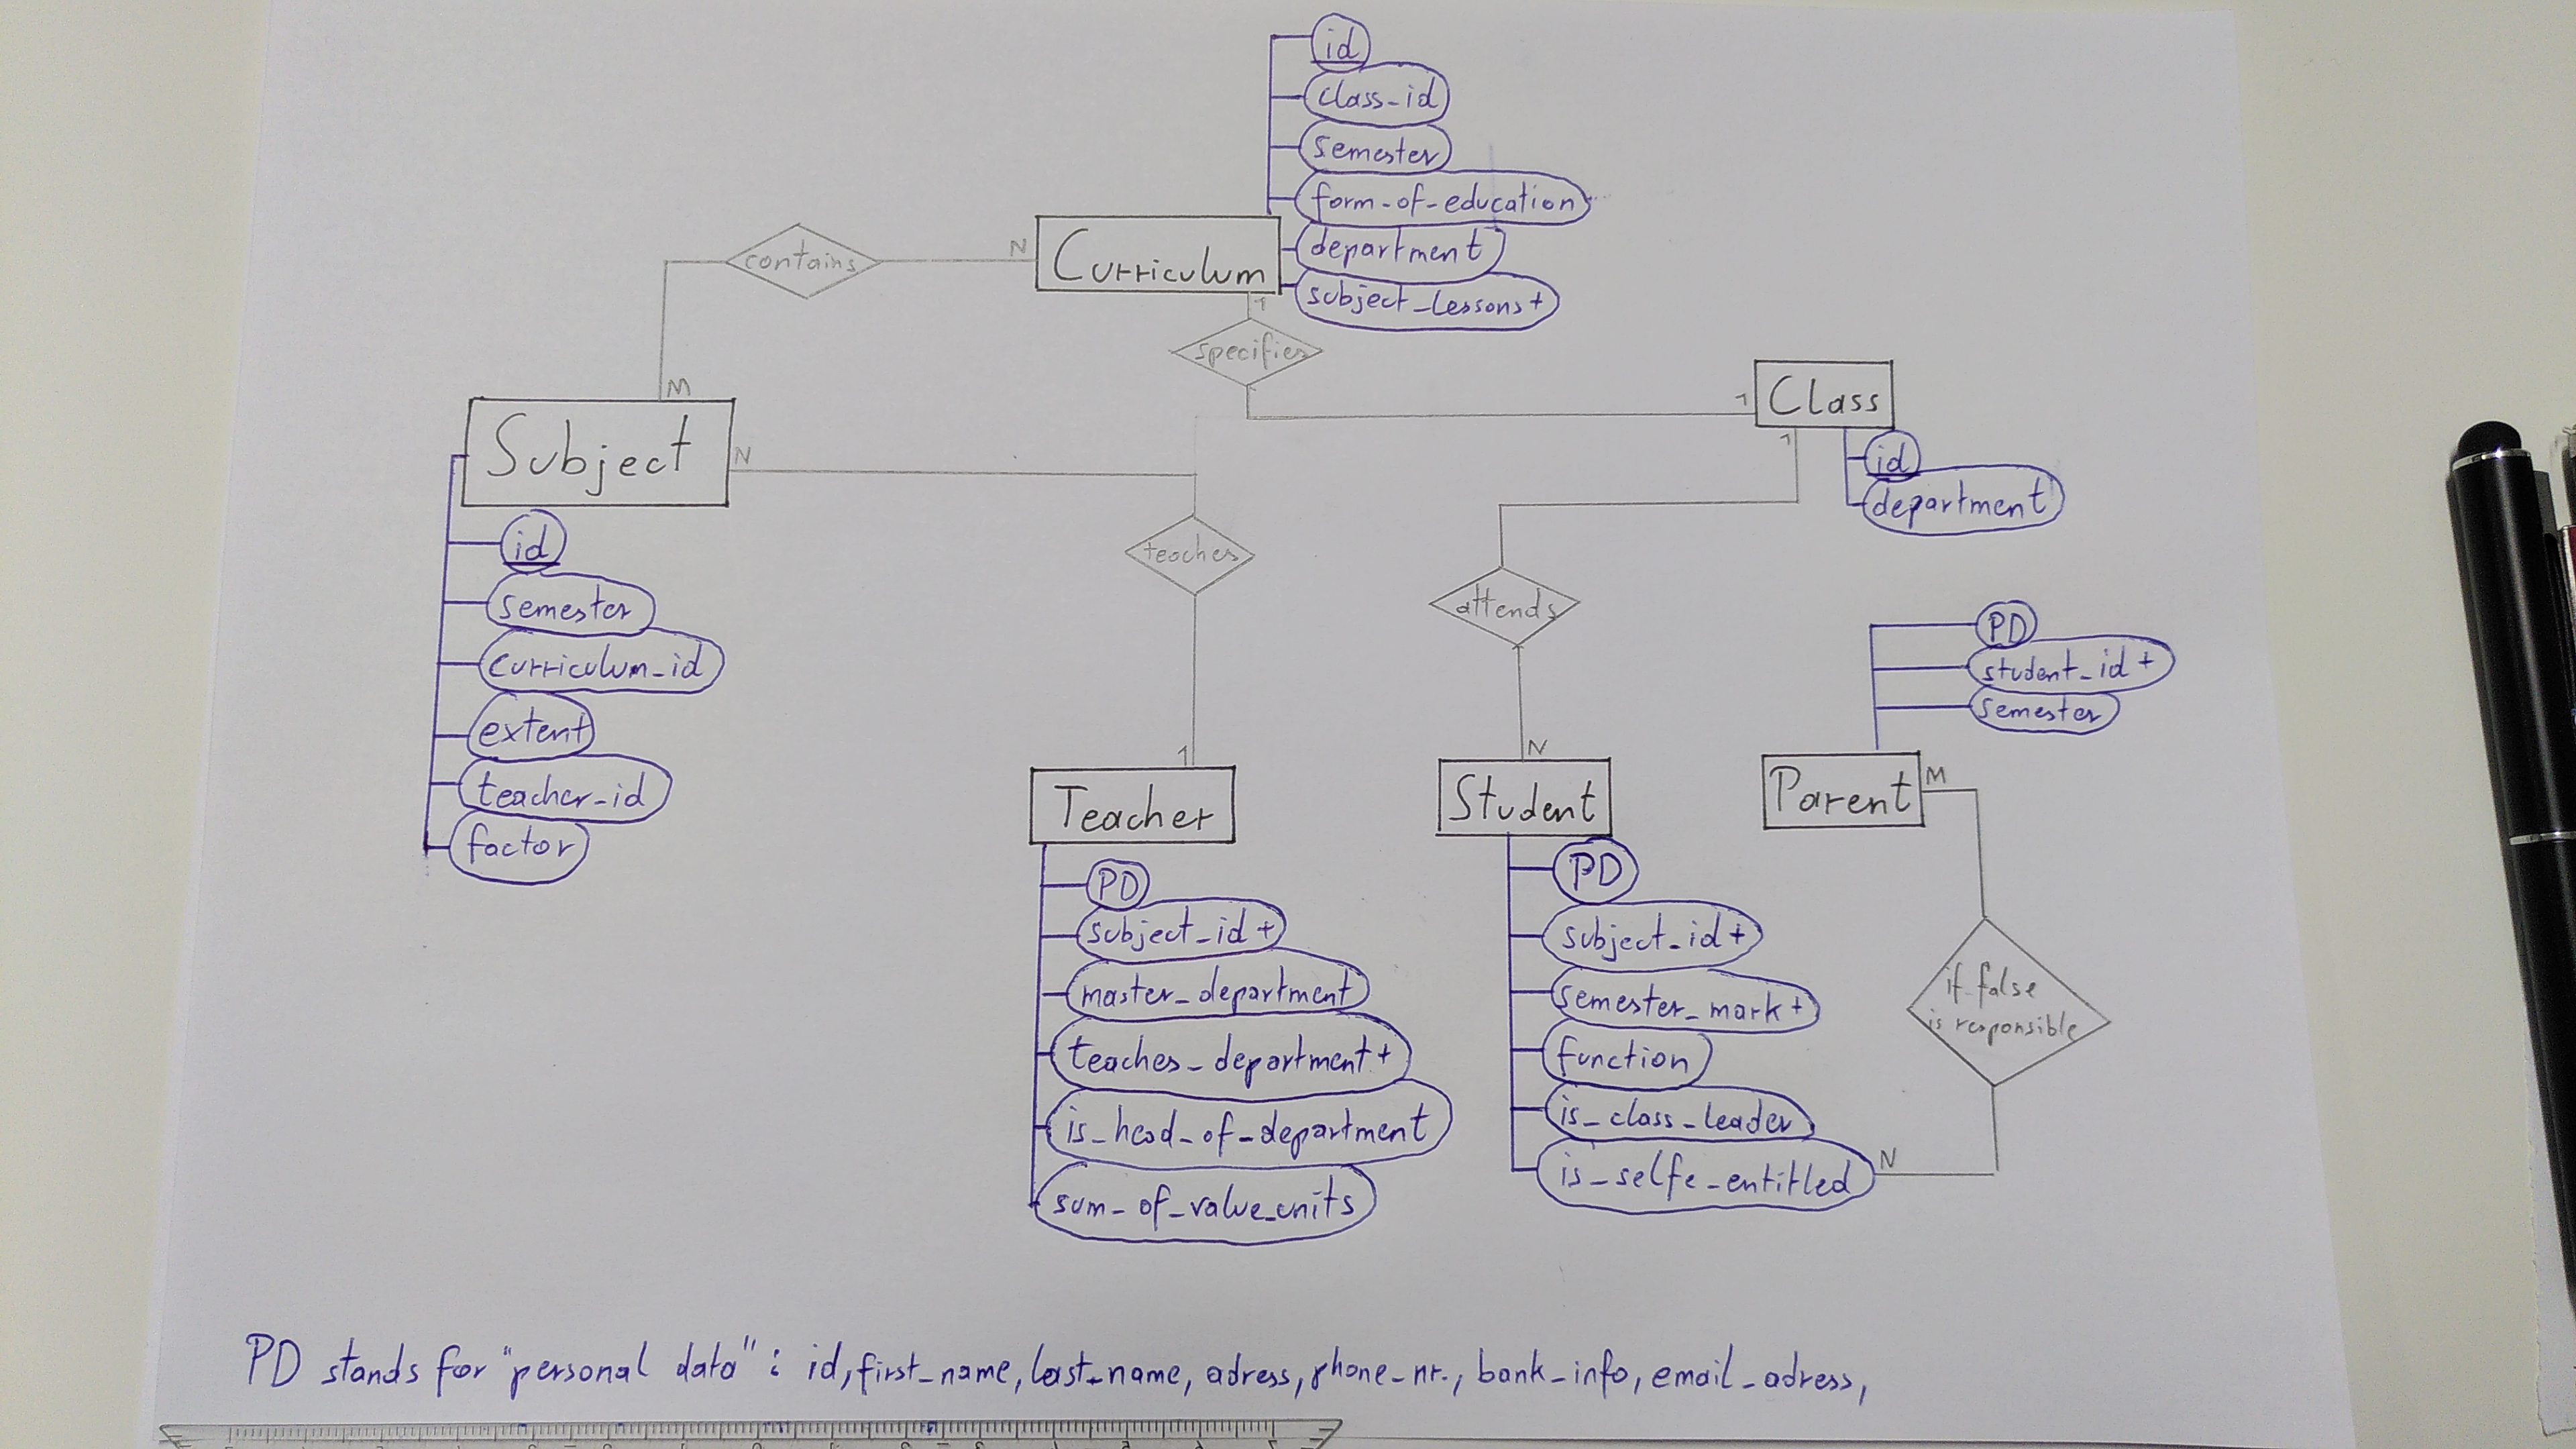 id
class_id
semester
form_of_education
department
subject_lessons+
Curriculum
contains
N
1
specifies
M
Subject
N
id
semester
curriculum_id
extent
teacher_id
factor
1
Class
1
id
department
teaches
attends
1
Teacher
PD
subject_id +
master_department
teaches_department+
is_head_of_department
sum_of_value_units
N
Student
PD
subject_id+
semester_mark+
function
is_class_leader
is_selfe_entitled
N
PD
student_id+
semester
Parent
M
if false
is responsible
PD stands for "personal data" : id, first_name, last_name, adress, phone_nr., bank_info, email_adress,